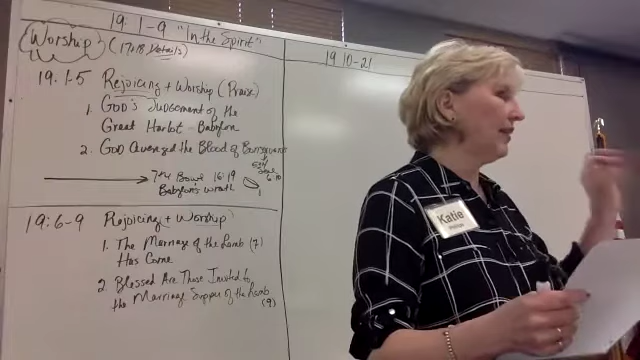 19: 1-9 "In the Spirit"
Worship (17+18 Details)
19:10-21
19:1-5 Rejoicing + Worship (Praise)
1. God's Judgement of the
Great Harlot - Babylon
2. God Avenged the Blood of
6:10
7th Bowl 16:19
Babylon's wrath
19:6-9 Rejoicing + Worship
1. The Marriage of the Lamb (7)
Has Come
2. Blessed Are Those Invited to
the Marriage Supper of the Lamb
(9)
Katie